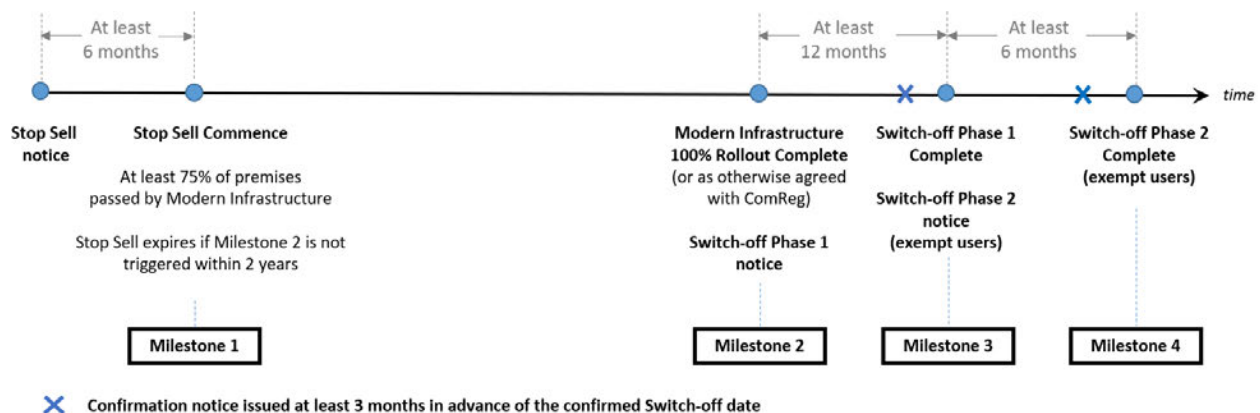 At least
6 months
At least
12 months
At least
6 months
time
Stop Sell
notice
Stop Sell Commence
At least 75% of premises
passed by Modern Infrastructure
Stop Sell expires if Milestone 2 is not
triggered within 2 years
Modern Infrastructure
100% Rollout Complete
(or as otherwise agreed
with ComReg)
Switch-off Phase 1
notice
Switch-off Phase 1
Complete
Switch-off Phase 2
notice
(exempt users)
Switch-off Phase 2
Complete
(exempt users)
Milestone 1
Milestone 2
Milestone 3
Milestone 4
Confirmation notice issued at least 3 months in advance of the confirmed Switch-off date